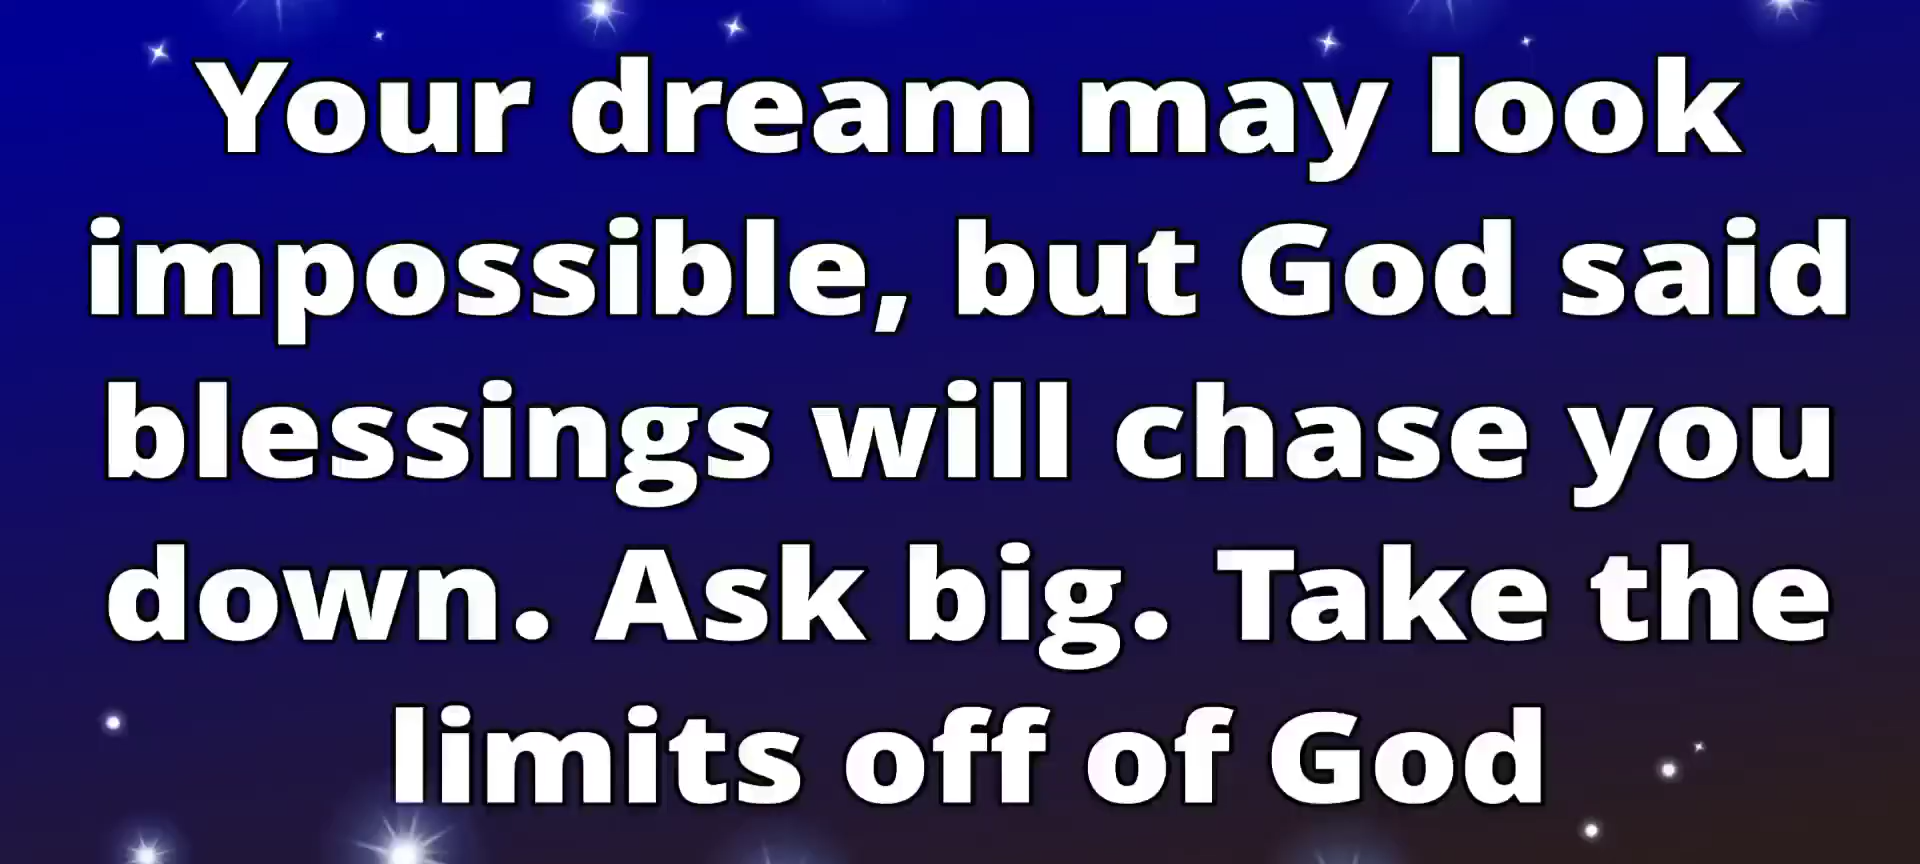 Your dream may look
impossible, but God said
blessings will chase you
down. Ask big. Take the
limits off of God